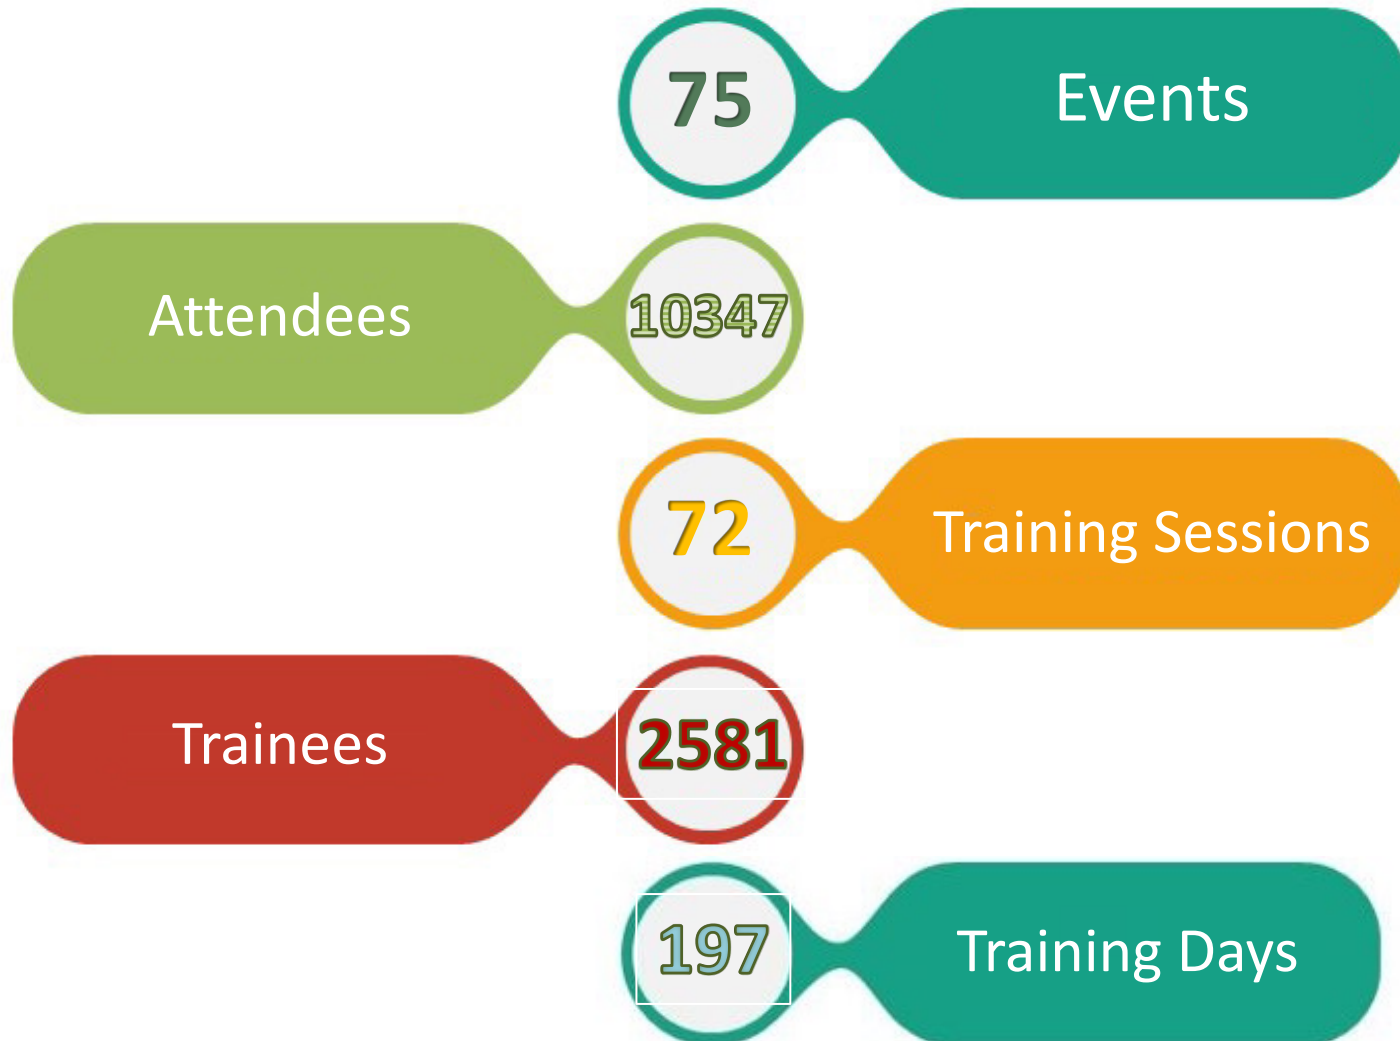 75 Events
Attendees 10347
72 Training Sessions
Trainees 2581
197 Training Days